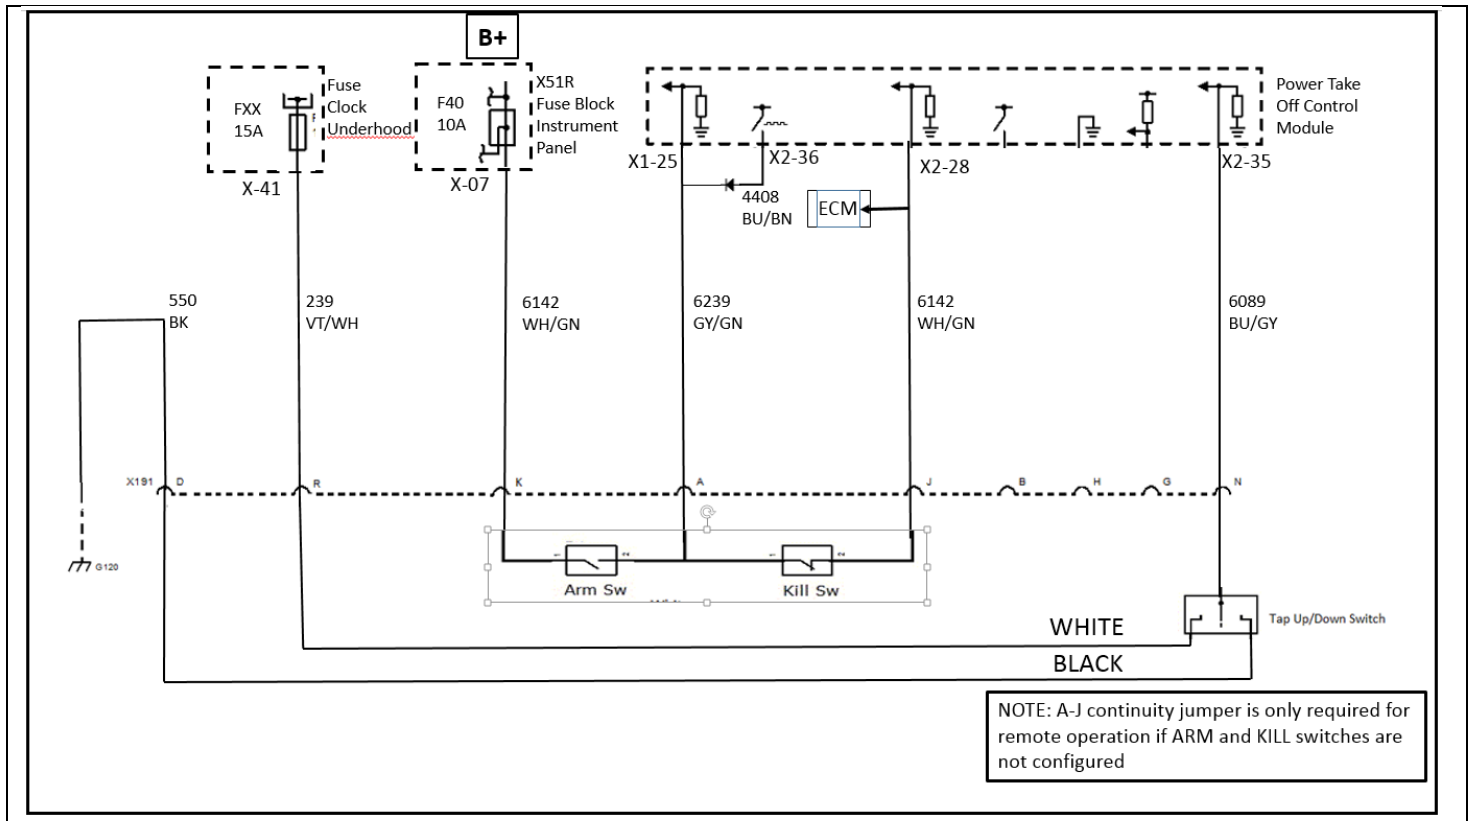 B+
FXX
15A
Fuse
Clock
Underhood
F40
10A
X51R
Fuse Block
Instrument
Panel
Power Take
Off Control
Module
X-41
X-07
X1-25
X2-36
X2-28
X2-35
4408
BU/BN
ECM
550
BK
239
VT/WH
6142
WH/GN
6239
GY/GN
6142
WH/GN
6089
BU/GY
X191 D R K A J B H G N
G120
1 2
Arm Sw
1 2
Kill Sw
Tap Up/Down Switch
WHITE
BLACK
NOTE: A-J continuity jumper is only required for
remote operation if ARM and KILL switches are
not configured